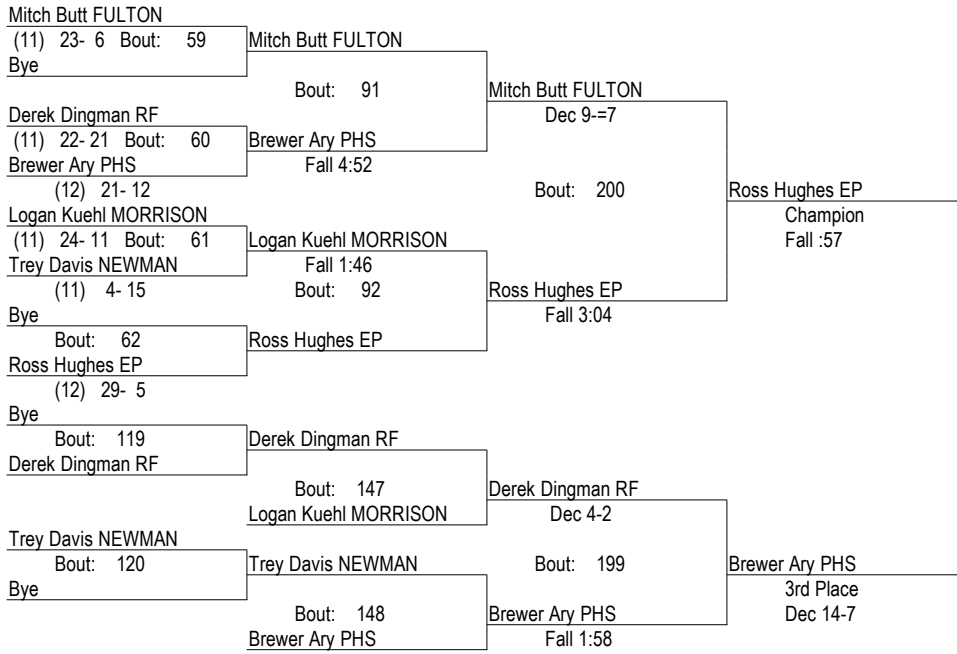 Mitch Butt FULTON
(11) 23- 6 Bout: 59 Mitch Butt FULTON
Bye
Bout: 91 Mitch Butt FULTON
Derek Dingman RF Dec 9-=7
(11) 22- 21 Bout: 60 Brewer Ary PHS
Brewer Ary PHS Fall 4:52
(12) 21- 12 Bout: 200 Ross Hughes EP
Logan Kuehl MORRISON Champion
(11) 24- 11 Bout: 61 Logan Kuehl MORRISON Fall :57
Trey Davis NEWMAN Fall 1:46
(11) 4- 15 Bout: 92 Ross Hughes EP
Bye Fall 3:04
Bout: 62 Ross Hughes EP
Ross Hughes EP
(12) 29- 5
Bye
Bout: 119 Derek Dingman RF
Derek Dingman RF
Bout: 147 Derek Dingman RF
Logan Kuehl MORRISON Dec 4-2
Trey Davis NEWMAN
Bout: 120 Trey Davis NEWMAN Bout: 199 Brewer Ary PHS
Bye 3rd Place
Bout: 148 Brewer Ary PHS Dec 14-7
Brewer Ary PHS Fall 1:58